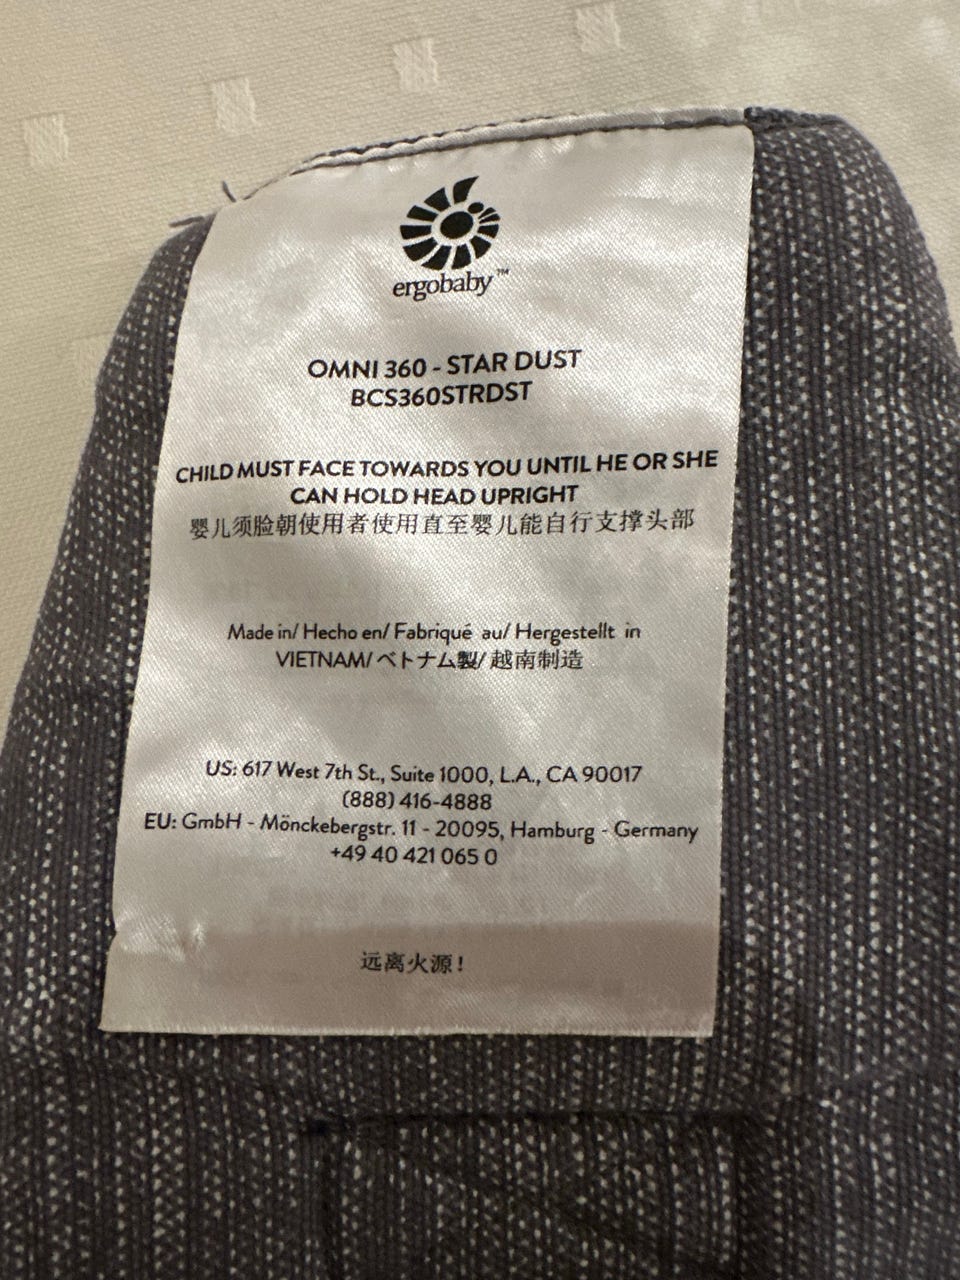 ergobaby™
OMNI 360 - STAR DUST
BCS360STRDST
CHILD MUST FACE TOWARDS YOU UNTIL HE OR SHE
CAN HOLD HEAD UPRIGHT
婴儿须脸朝使用者使用直至婴儿能自行支撑头部
Made in/ Hecho en/ Fabriqué au/ Hergestellt in
VIETNAM/ベトナム製/越南制造
US: 617 West 7th St., Suite 1000, L.A., CA 90017
(888) 416-4888
EU: GmbH - Mönckebergstr. 11 - 20095, Hamburg - Germany
+49 40 421 065 0
远离火源!